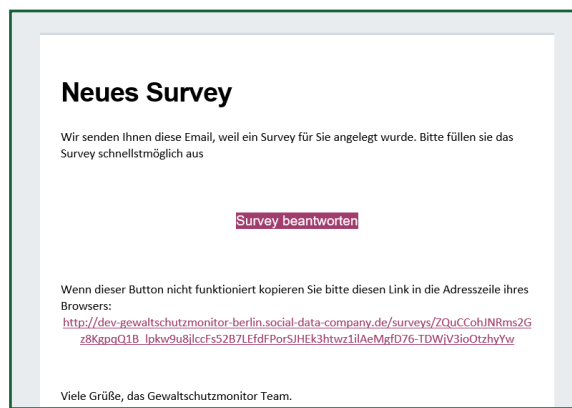 Neues Survey
Wir senden Ihnen diese Email, weil ein Survey für Sie angelegt wurde. Bitte füllen sie das
Survey schnellstmöglich aus
Survey beantworten
Wenn dieser Button nicht funktioniert kopieren Sie bitte diesen Link in die Adresszeile ihres
Browsers:
http://dev-gewaltschutzmonitor-berlin.social-data-company.de/surveys/ZQuCCohJNRms2G
z8KgpqQ1B_lpkw9u8jlccFs52B7LEfdFPorSJHEk3htwz1ilAeMgfD76-TDWjV3ioOtzhyYw
Viele Grüße, das Gewaltschutzmonitor Team.